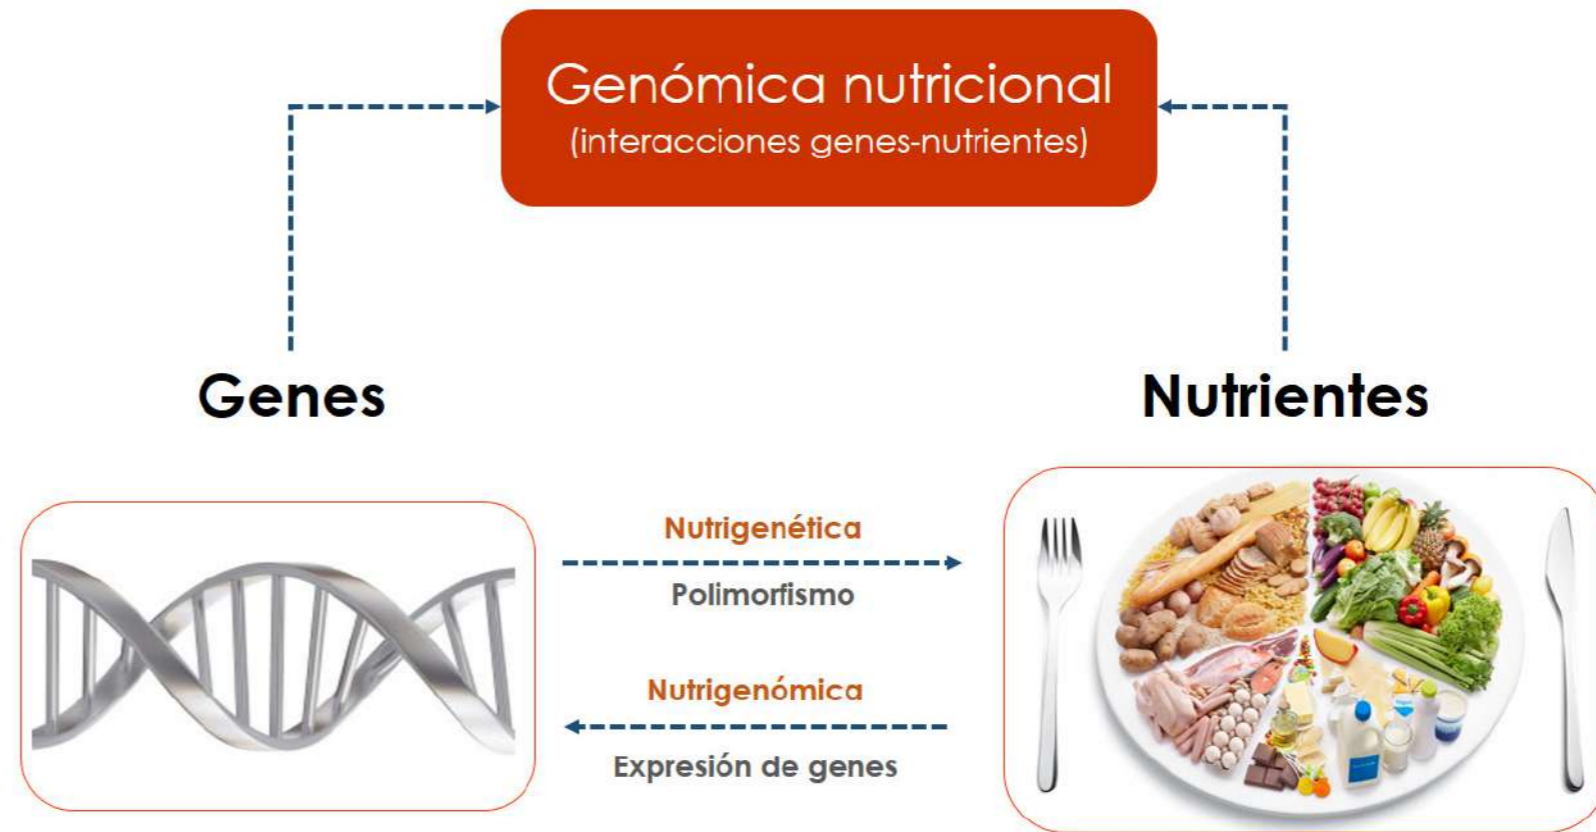 Genómica nutricional
(interacciones genes-nutrientes)
Genes
Nutrientes
Nutrigenética
Polimorfismo
Nutrigenómica
Expresión de genes